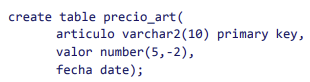 create table precio_art(
articulo varchar2(10) primary key,
valor number(5,-2),
fecha date);